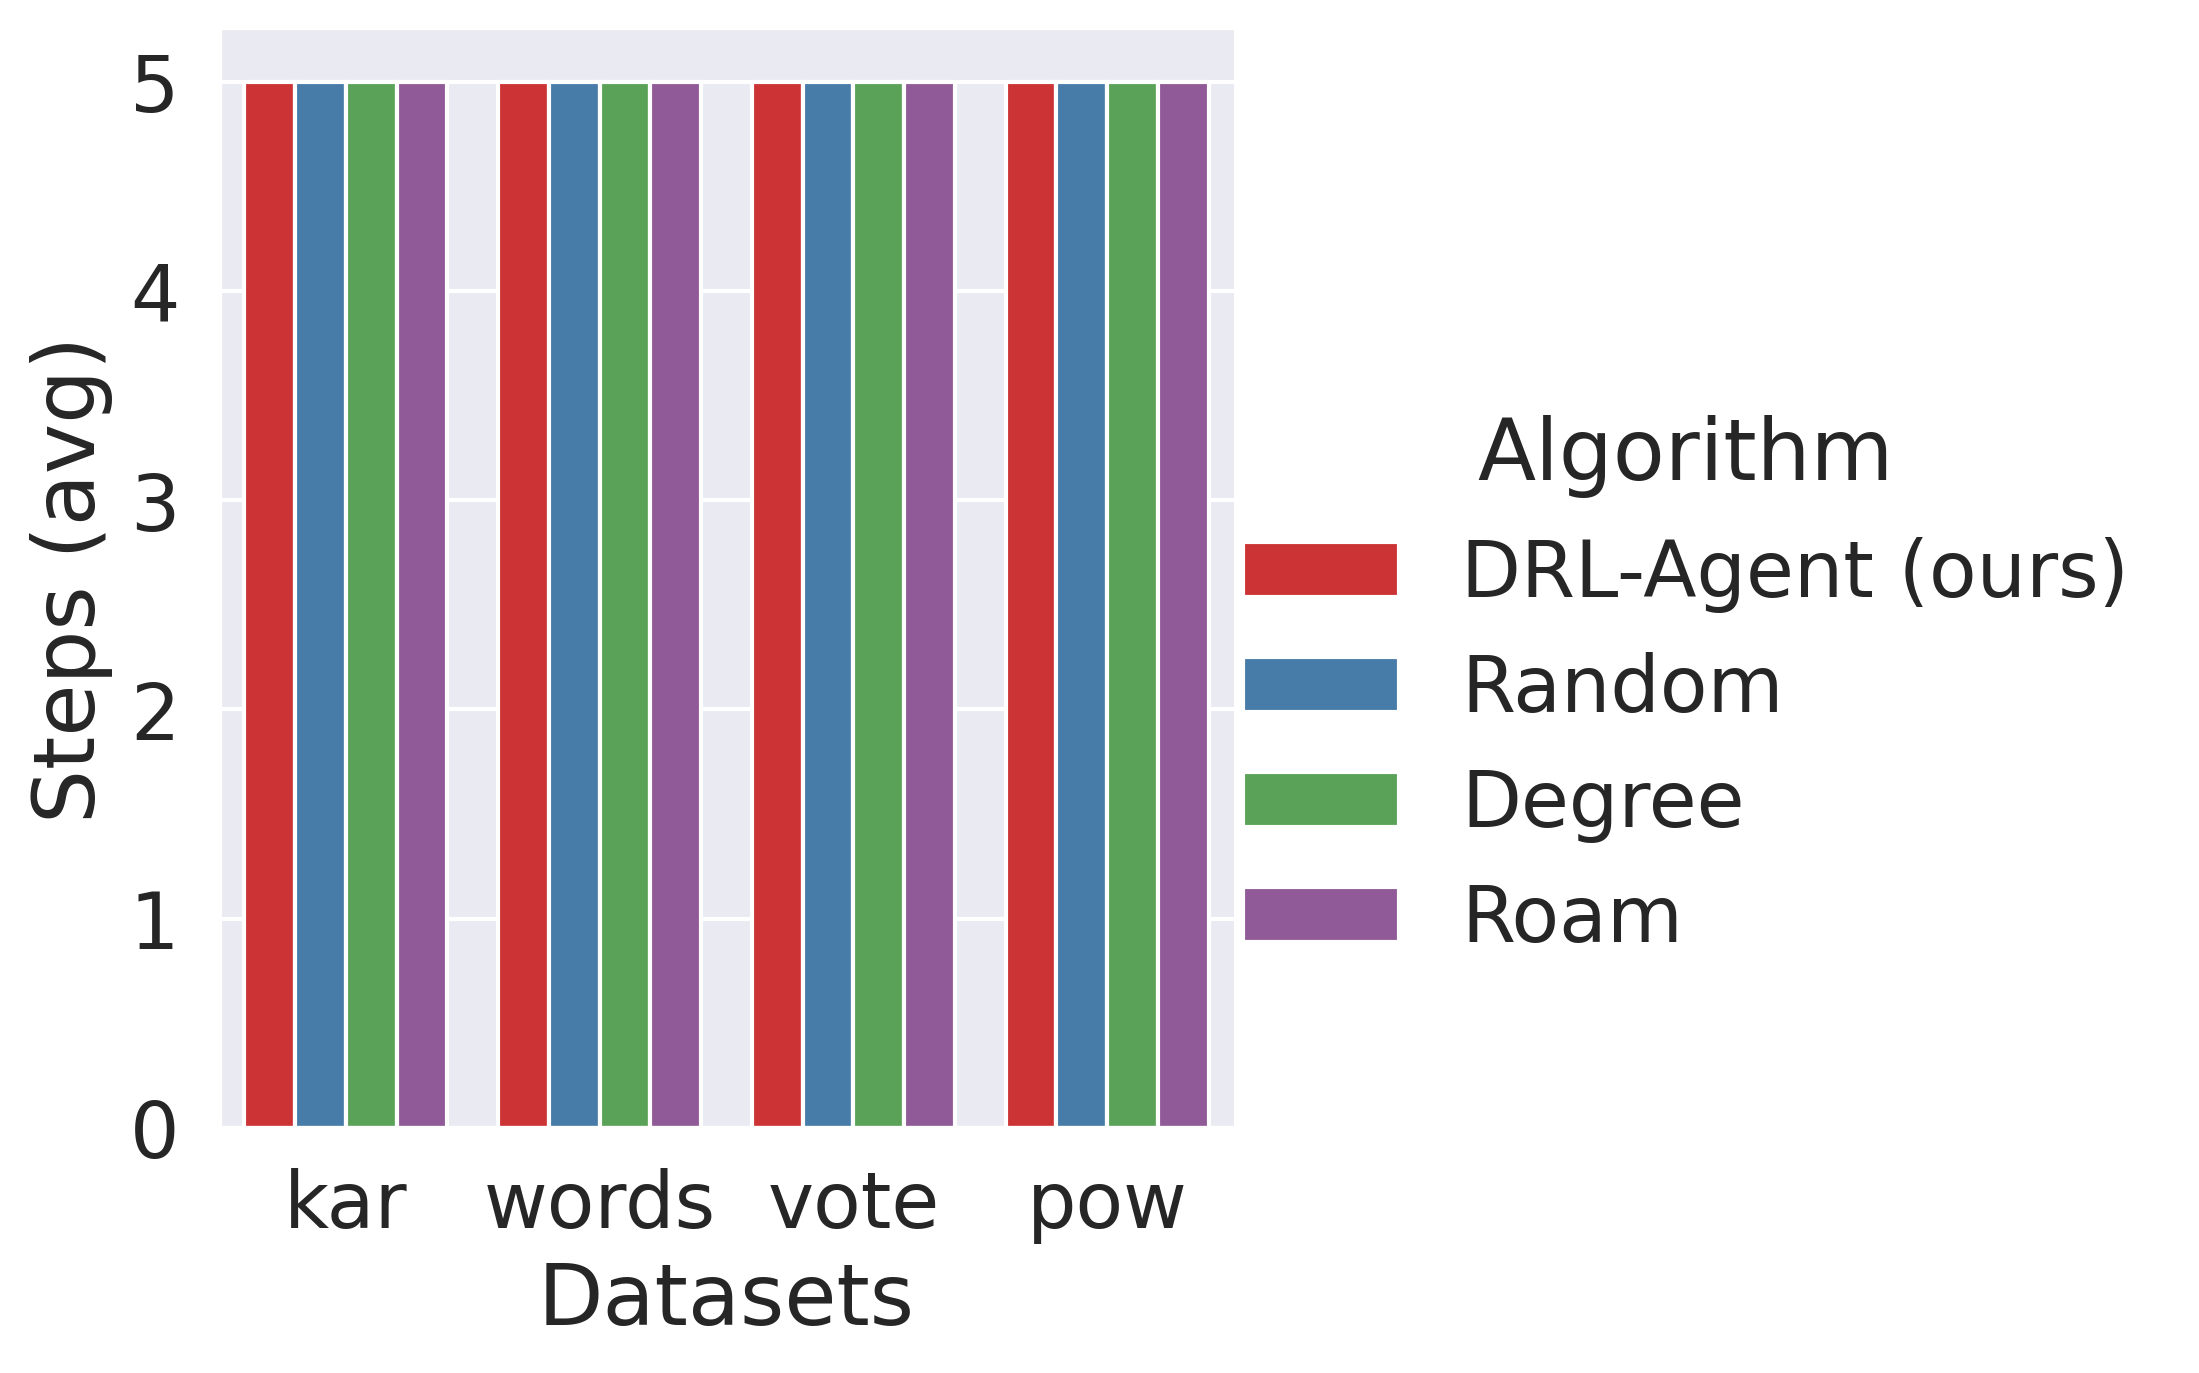 5
4
3
2
1
0
Steps (avg)
kar words vote pow
Datasets
Algorithm
DRL-Agent (ours)
Random
Degree
Roam